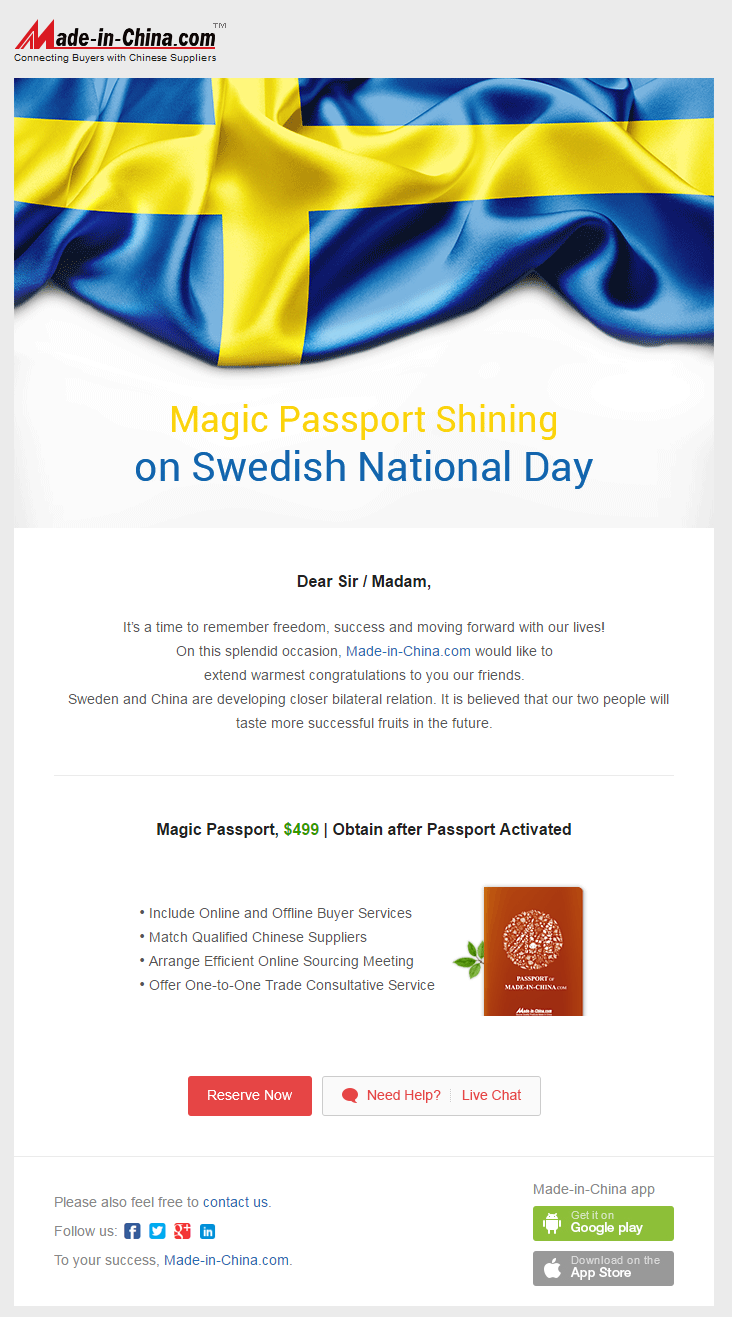 Made-in-China.com™
Connecting Buyers with Chinese Suppliers
Magic Passport Shining
on Swedish National Day
Dear Sir / Madam,
It's a time to remember freedom, success and moving forward with our lives!
On this splendid occasion, Made-in-China.com would like to
extend warmest congratulations to you our friends.
Sweden and China are developing closer bilateral relation. It is believed that our two people will
taste more successful fruits in the future.
Magic Passport, $499 | Obtain after Passport Activated
• Include Online and Offline Buyer Services
• Match Qualified Chinese Suppliers
• Arrange Efficient Online Sourcing Meeting
• Offer One-to-One Trade Consultative Service
PASSPORT OF
MADE-IN-CHINA.COM
Made-in-China.com
Reserve Now
Need Help? Live Chat
Please also feel free to contact us.
Follow us:
To your success, Made-in-China.com.
Made-in-China app
Get it on
Google play
Download on the
App Store